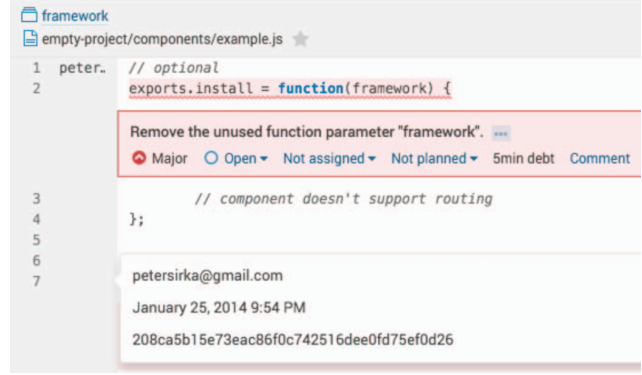 framework
empty-project/components/example.js
1 peter.. // optional
2 exports.install = function(framework) {
Remove the unused function parameter "framework". ...
Major Open Not assigned Not planned 5min debt Comment
3 // component doesn't support routing
4 };
5
6
7
petersirka@gmail.com
January 25, 2014 9:54 PM
208ca5b15e73eac86f0c742516dee0fd75ef0d26